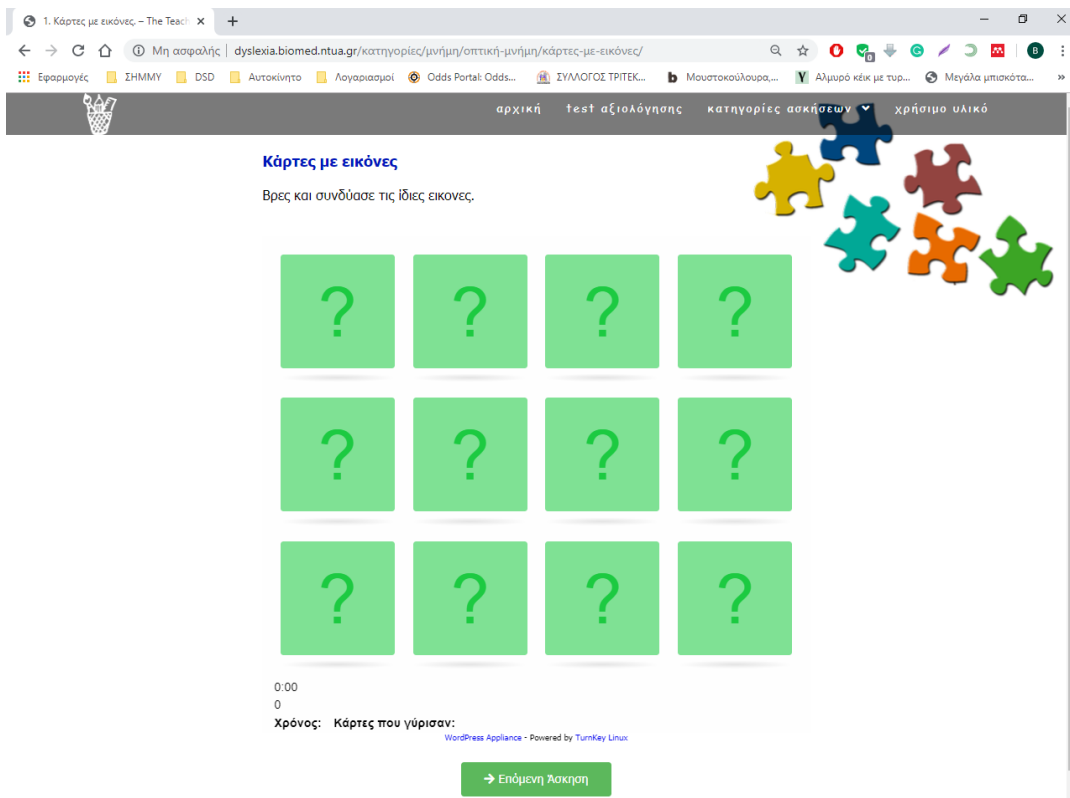 1. Κάρτες με εικόνες. – The Teach
Μη ασφαλής | dyslexia.biomed.ntua.gr/κατηγορίες/μνήμη/οπτική-μνήμη/κάρτες-με-εικόνες/
Εφαρμογές ΣΗΜΜΥ DSD Αυτοκίνητο Λογαριασμοί Odds Portal: Odds... ΣΥΛΛΟΓΟΣ ΤΡΙΤΕΚ... b Μουστοκούλουρα,... Y Αλμυρό κέικ με τυρ... Μεγάλα μπισκότα... »
αρχική test αξιολόγησης κατηγορίες ασκήσεων χρήσιμο υλικό
Κάρτες με εικόνες
Βρες και συνδύασε τις ίδιες εικονες.
? ? ? ?
? ? ? ?
? ? ? ?
0:00
0
Χρόνος: Κάρτες που γύρισαν:
WordPress Appliance - Powered by TurnKey Linux
→ Επόμενη Άσκηση